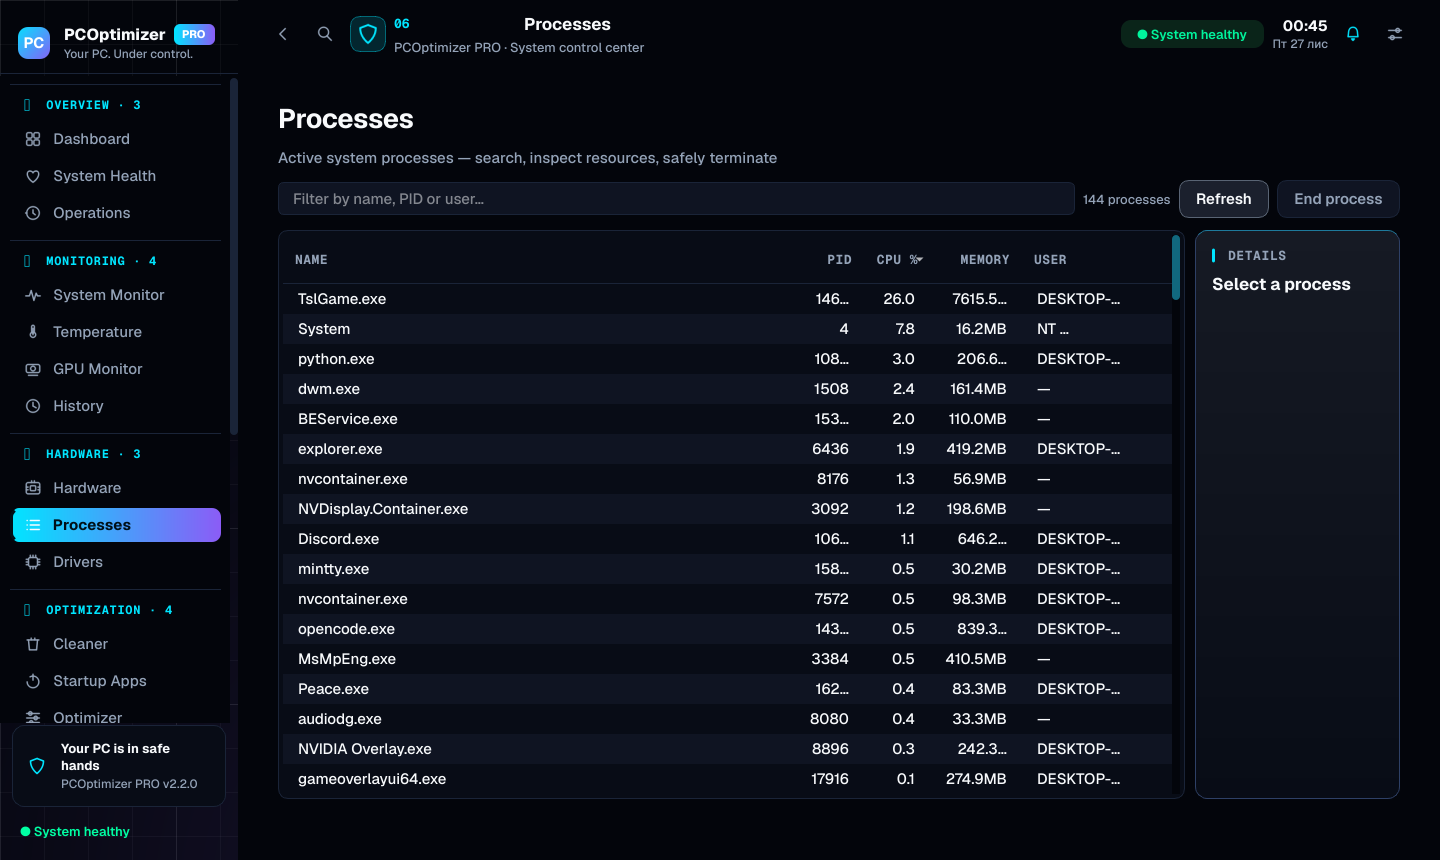 PC
PCOptimizer PRO
Your PC. Under control.
OVERVIEW · 3
Dashboard
System Health
Operations
MONITORING · 4
System Monitor
Temperature
GPU Monitor
History
HARDWARE · 3
Hardware
Processes
Drivers
OPTIMIZATION · 4
Cleaner
Startup Apps
Optimizer
Your PC is in safe
hands
PCOptimizer PRO v2.2.0
System healthy
06 Processes
PCOptimizer PRO · System control center
System healthy
00:45
Пт 27 лис
Processes
Active system processes — search, inspect resources, safely terminate
Filter by name, PID or user...
144 processes
Refresh
End process
NAME PID CPU % MEMORY USER
TslGame.exe 146... 26.0 7615.5... DESKTOP-...
System 4 7.8 16.2MB NT ...
python.exe 108... 3.0 206.6... DESKTOP-...
dwm.exe 1508 2.4 161.4MB —
BEService.exe 153... 2.0 110.0MB —
explorer.exe 6436 1.9 419.2MB DESKTOP-...
nvcontainer.exe 8176 1.3 56.9MB —
NVDisplay.Container.exe 3092 1.2 198.6MB —
Discord.exe 106... 1.1 646.2... DESKTOP-...
mintty.exe 158... 0.5 30.2MB DESKTOP-...
nvcontainer.exe 7572 0.5 98.3MB DESKTOP-...
opencode.exe 143... 0.5 839.3... DESKTOP-...
MsMpEng.exe 3384 0.5 410.5MB —
Peace.exe 162... 0.4 83.3MB DESKTOP-...
audiodg.exe 8080 0.4 33.3MB —
NVIDIA Overlay.exe 8896 0.3 242.3... DESKTOP-...
gameoverlayui64.exe 17916 0.1 274.9MB DESKTOP-...
DETAILS
Select a process